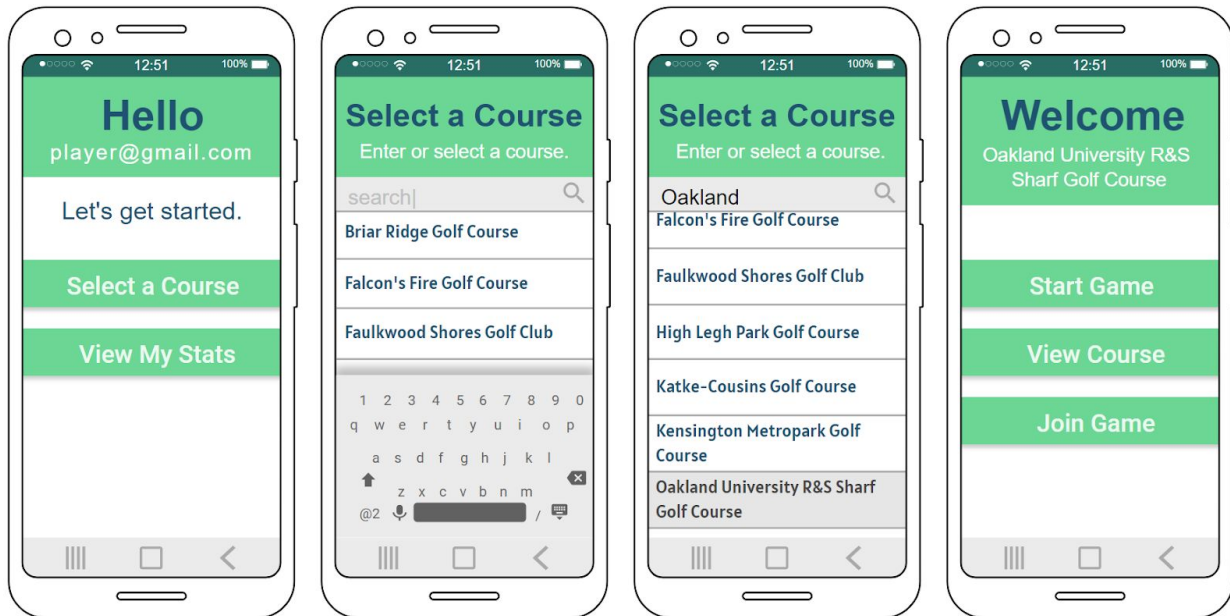 12:51 100%
Hello
player@gmail.com
Let's get started.
Select a Course
View My Stats
12:51 100%
Select a Course
Enter or select a course.
search|
Briar Ridge Golf Course
Falcon's Fire Golf Course
Faulkwood Shores Golf Club
1 2 3 4 5 6 7 8 9 0
q w e r t y u i o p
a s d f g h j k l
z x c v b n m
@2 /
12:51 100%
Select a Course
Enter or select a course.
Oakland
Falcon's Fire Golf Course
Faulkwood Shores Golf Club
High Legh Park Golf Course
Katke-Cousins Golf Course
Kensington Metropark Golf
Course
Oakland University R&S Sharf
Golf Course
12:51 100%
Welcome
Oakland University R&S
Sharf Golf Course
Start Game
View Course
Join Game